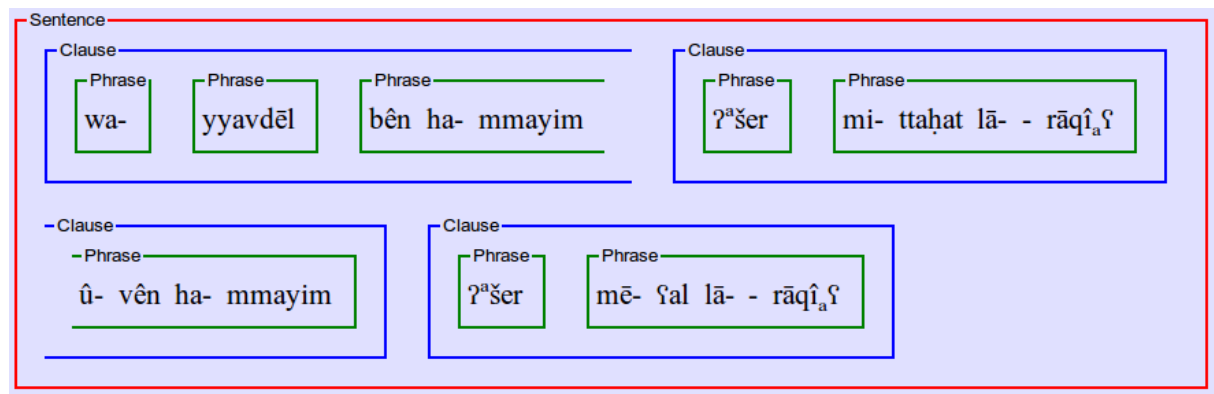 Sentence
Clause Clause
Phrase Phrase Phrase Phrase Phrase
wa- yyavdēl bên ha- mmayim ʔᵃšer mi- ttaḥat lā- - rāqîₐʕ
Clause Clause
Phrase Phrase Phrase
û- vên ha- mmayim ʔᵃšer mē- ʕal lā- - rāqîₐʕ